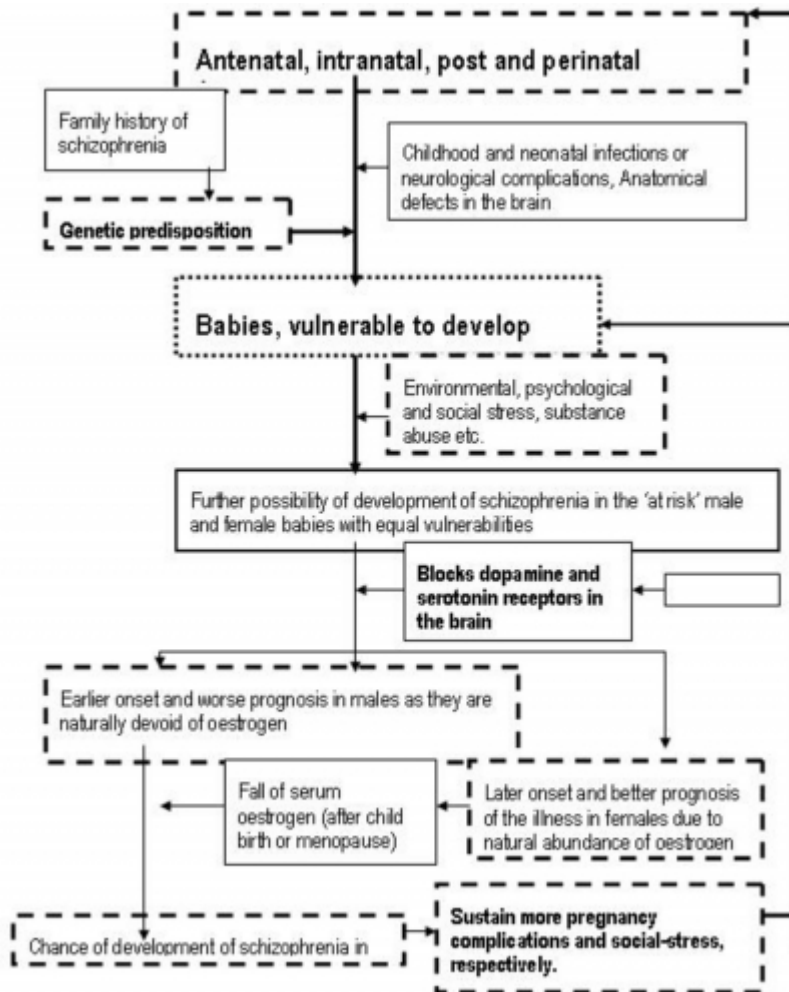 Antenatal, intranatal, post and perinatal
Family history of
schizophrenia
Childhood and neonatal infections or
neurological complications, Anatomical
defects in the brain
Genetic predisposition
Babies, vulnerable to develop
Environmental, psychological
and social stress, substance
abuse etc.
Further possibility of development of schizophrenia in the ‘at risk’ male
and female babies with equal vulnerabilities
Blocks dopamine and
serotonin receptors in
the brain
Earlier onset and worse prognosis in males as they are
naturally devoid of oestrogen
Fall of serum
oestrogen (after child
birth or menopause)
Later onset and better prognosis
of the illness in females due to
natural abundance of oestrogen
Chance of development of schizophrenia in
Sustain more pregnancy
complications and social-stress,
respectively.